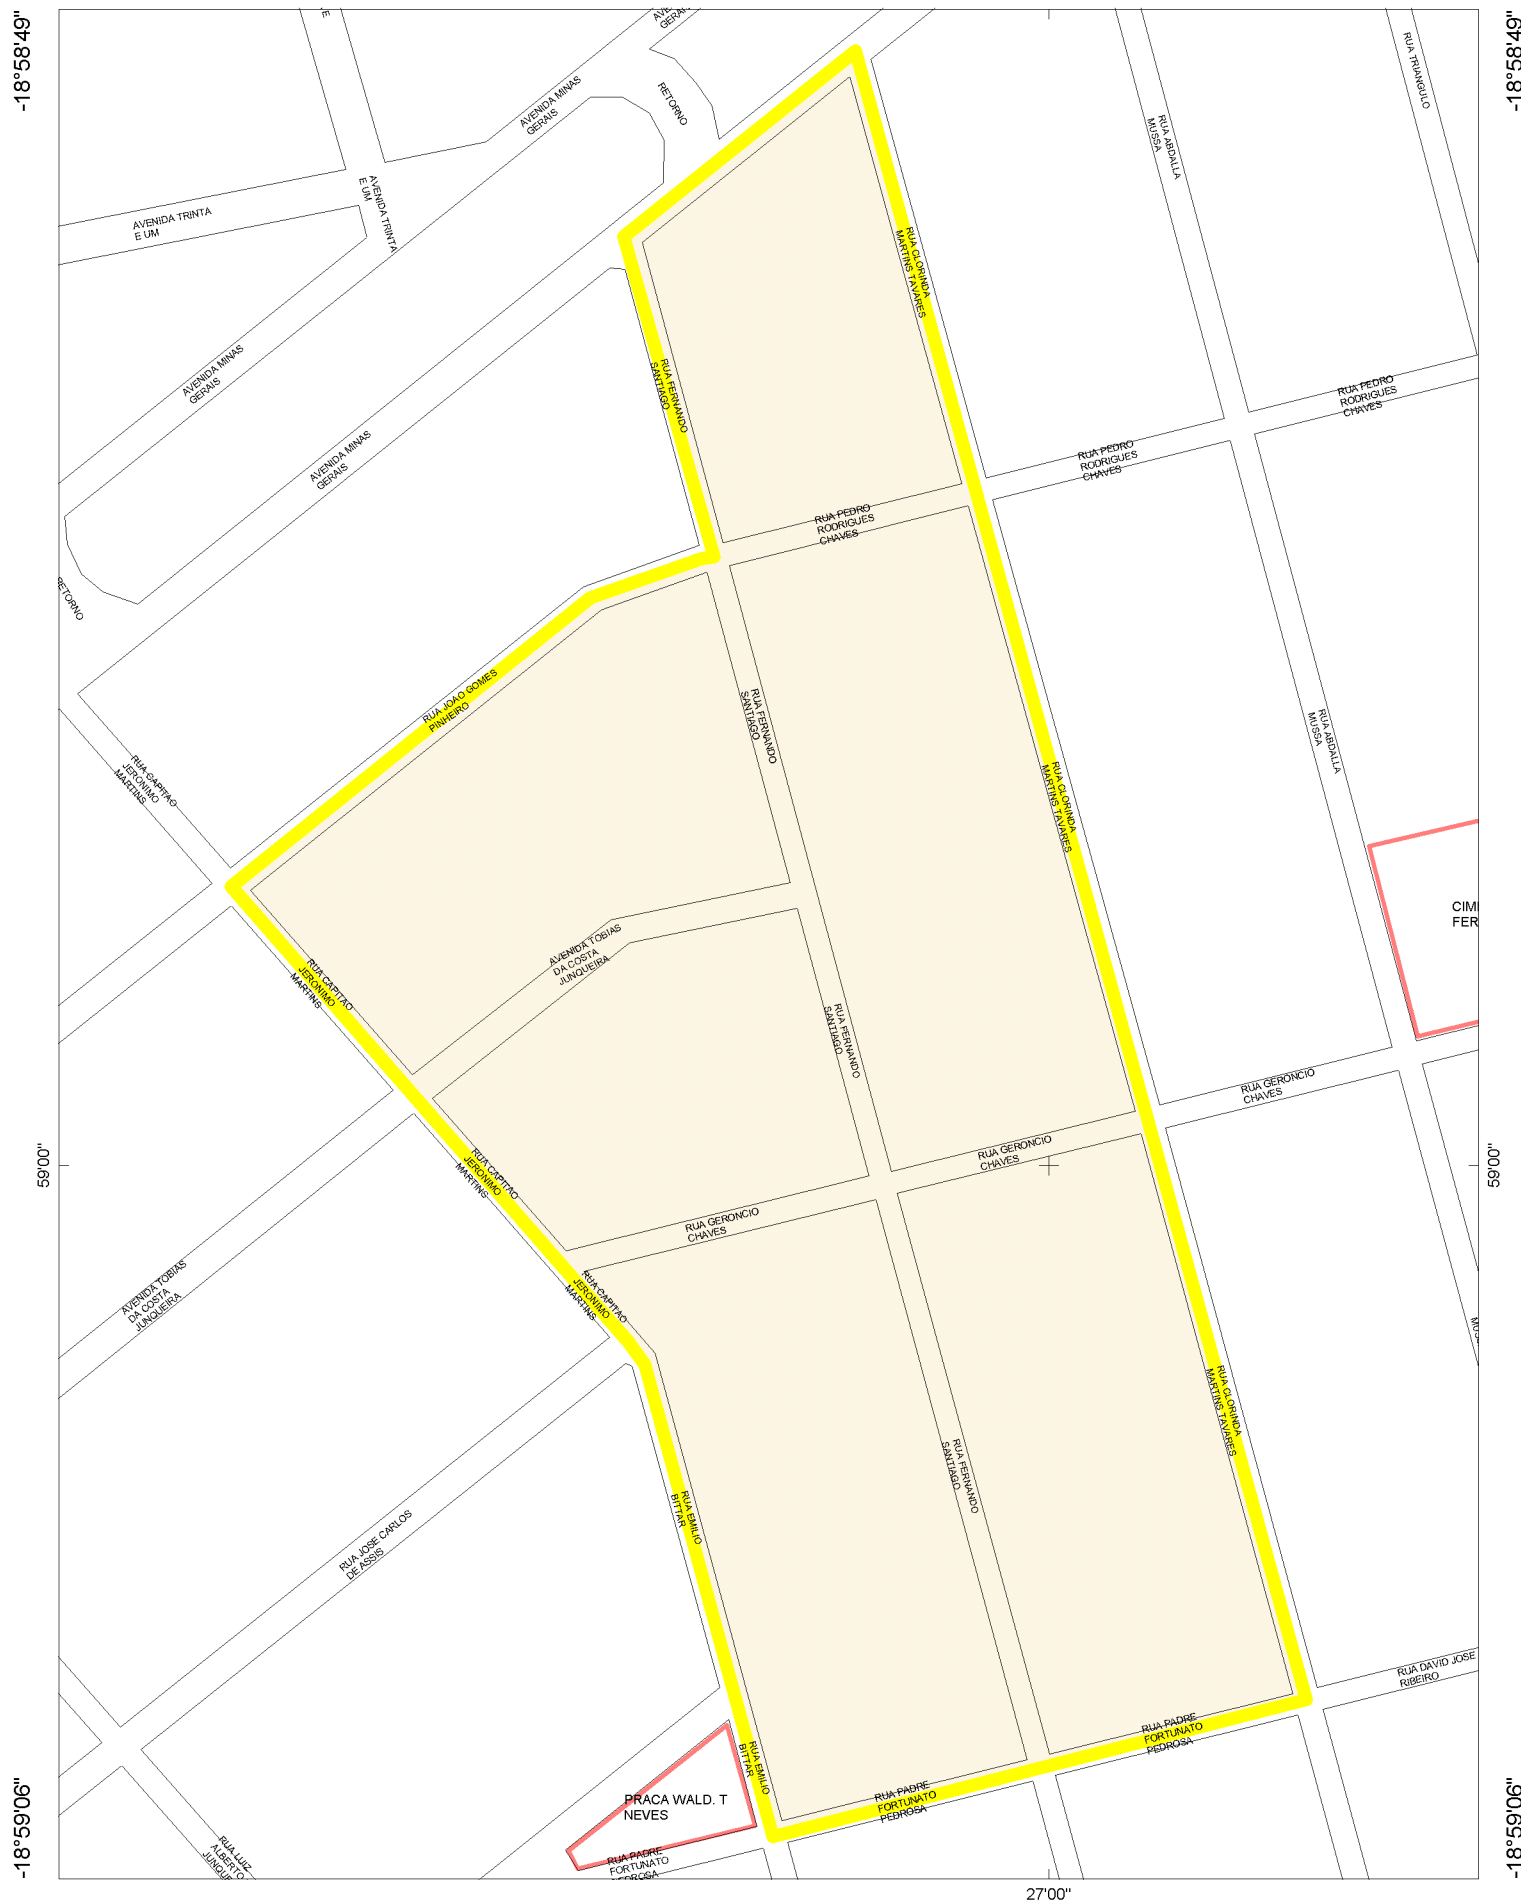 -18°58'49"
-18°58'49"
AVENIDA MINAS
GERAIS
RETORNO
RUA TRIANGULO
RUA ABDALLA
MUSSA
AVENIDA TRINTA
E UM
AVENIDA TRINTA
E UM
RUA CLORINDA
MARTINS TAVARES
AVENIDA MINAS
GERAIS
RUA FERNANDO
SANTIAGO
RUA PEDRO
RODRIGUES
CHAVES
AVENIDA MINAS
GERAIS
RUA PEDRO
RODRIGUES
CHAVES
RUA PEDRO
RODRIGUES
CHAVES
RETORNO
RUA JOAO GOMES
PINHEIRO
RUA FERNANDO
SANTIAGO
RUA ABDALLA
MUSSA
RUA CAPITAO
JERONIMO
MARTINS
RUA CLORINDA
MARTINS TAVARES
CIMI
FER
AVENIDA TOBIAS
DA COSTA
JUNQUEIRA
RUA CAPITAO
JERONIMO
MARTINS
RUA FERNANDO
SANTIAGO
RUA GERONCIO
CHAVES
59'00"
RUA GERONCIO
CHAVES
59'00"
RUA CAPITAO
JERONIMO
MARTINS
RUA GERONCIO
CHAVES
AVENIDA TOBIAS
DA COSTA
JUNQUEIRA
RUA CAPITAO
JERONIMO
MARTINS
RUA CLORINDA
MARTINS TAVARES
RUA FERNANDO
SANTIAGO
RUA EMILIO
BITTAR
RUA JOSE CARLOS
DE ASSIS
RUA DAVID JOSE
RIBEIRO
RUA PADRE
FORTUNATO
PEDROSA
RUA EMILIO
BITTAR
RUA PADRE
FORTUNATO
PEDROSA
PRACA WALD. T
NEVES
RUA PADRE
FORTUNATO
RUA LUIZ
ALBERTO
-18°59'06"
-18°59'06"
27'00"